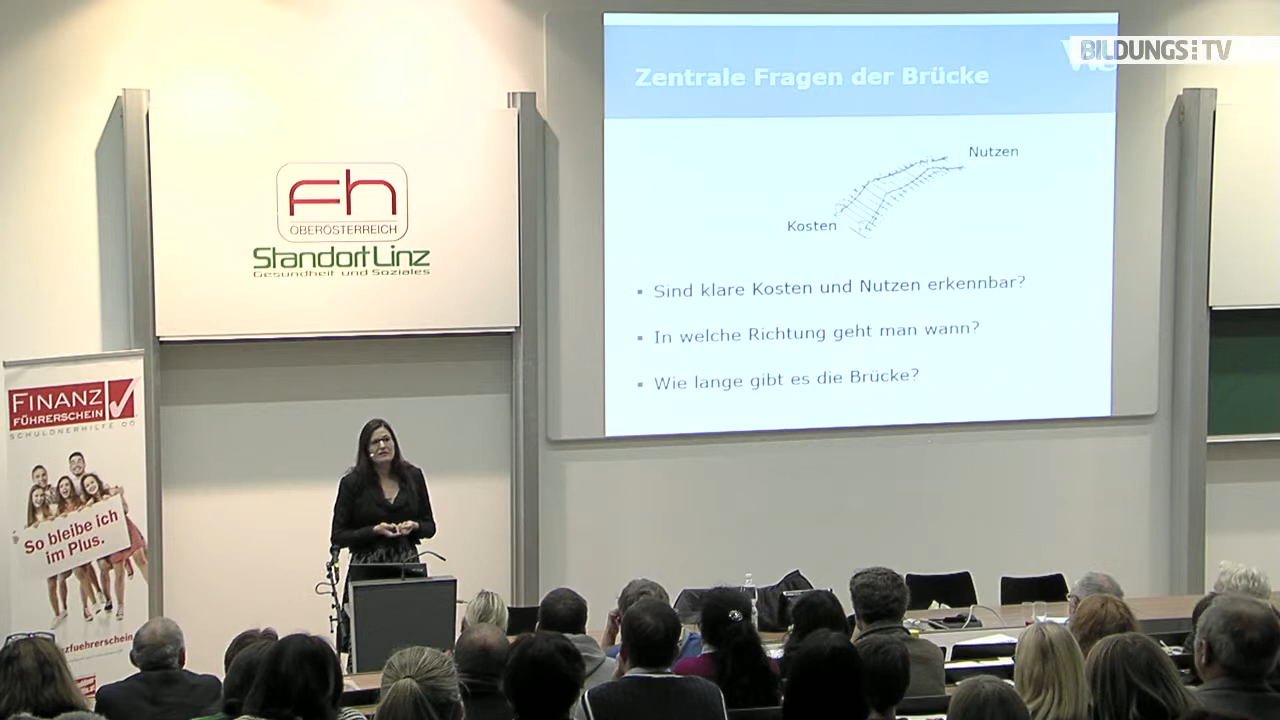 BILDUNGS TV
Zentrale Fragen der Brücke
Nutzen
Kosten
▪ Sind klare Kosten und Nutzen erkennbar?
▪ In welche Richtung geht man wann?
▪ Wie lange gibt es die Brücke?
fh
OBERÖSTERREICH
Standort Linz
Gesundheit und Soziales
FINANZ
FÜHRERSCHEIN
SCHULDNERHILFE OÖ
So bleibe ich
im Plus.
zfuehrerschein